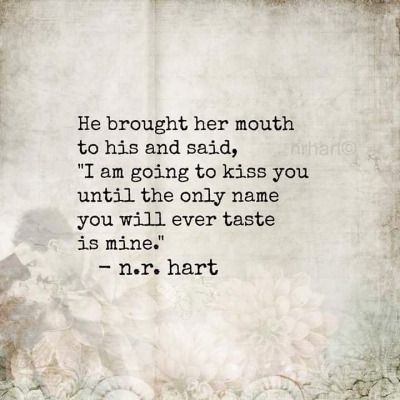 He brought her mouth
to his and said,
nrhart©
"I am going to kiss you
until the only name
you will ever taste
is mine."
– n.r. hart